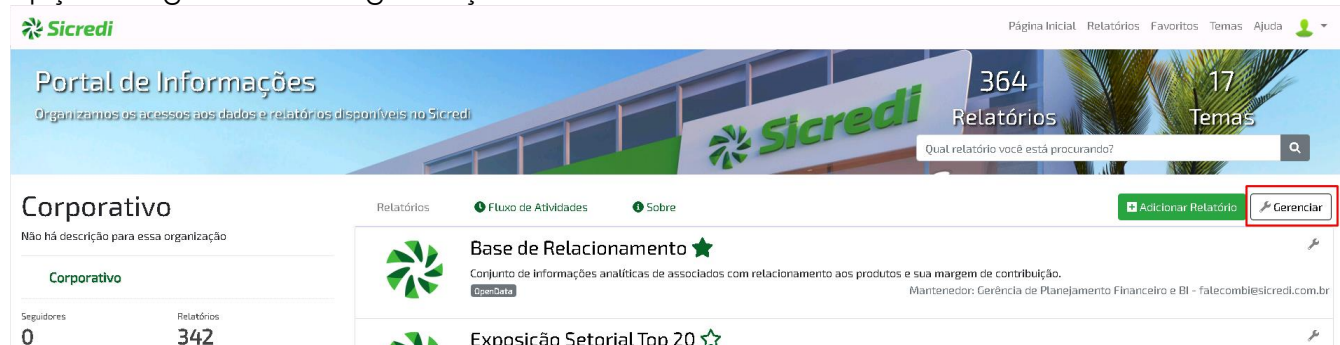 Sicredi
Página Inicial Relatórios Favoritos Temas Ajuda
Portal de Informações
Organizamos os acessos aos dados e relatórios disponíveis no Sicredi
Sicredi
364
Relatórios
17
Temas
Qual relatório você está procurando?
Corporativo
Não há descrição para essa organização
Corporativo
Seguidores
0
Relatórios
342
Relatórios Fluxo de Atividades Sobre
Adicionar Relatório Gerenciar
Base de Relacionamento
Conjunto de informações analíticas de associados com relacionamento aos produtos e sua margem de contribuição.
OpenData
Mantenedor: Gerência de Planejamento Financeiro e BI - falecombi@sicredi.com.br
Exposição Setorial Top 20